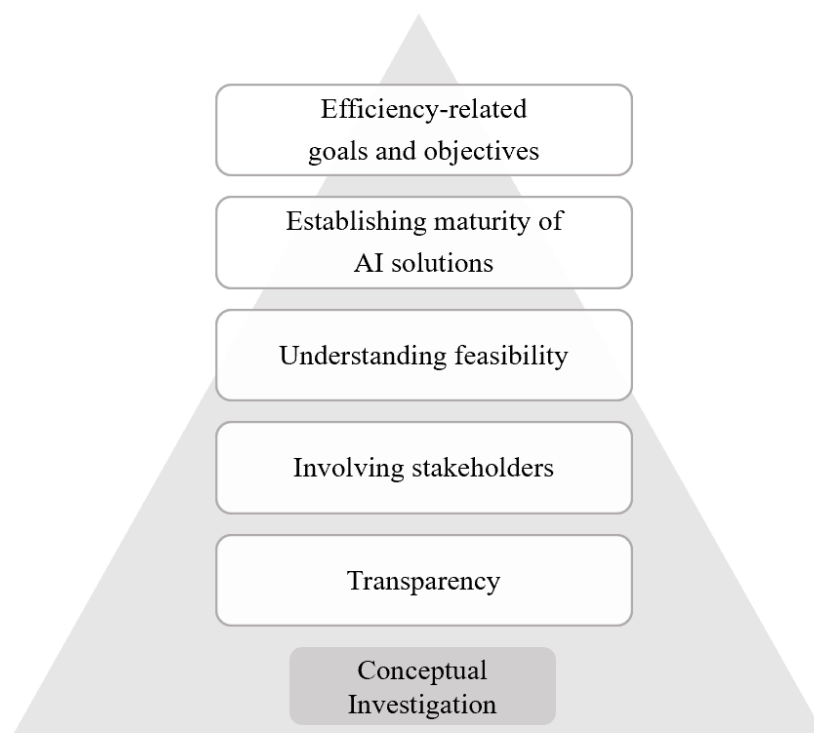 Efficiency-related
goals and objectives
Establishing maturity of
AI solutions
Understanding feasibility
Involving stakeholders
Transparency
Conceptual
Investigation